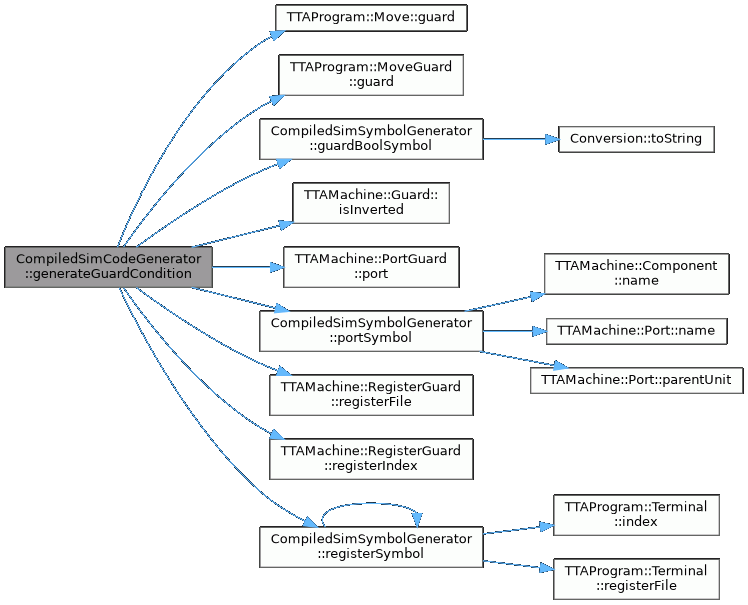 TTAProgram::Move::guard
TTAProgram::MoveGuard
::guard
CompiledSimSymbolGenerator
::guardBoolSymbol
Conversion::toString
TTAMachine::Guard::
isInverted
CompiledSimCodeGenerator
::generateGuardCondition
TTAMachine::PortGuard
::port
TTAMachine::Component
::name
CompiledSimSymbolGenerator
::portSymbol
TTAMachine::Port::name
TTAMachine::Port::parentUnit
TTAMachine::RegisterGuard
::registerFile
TTAMachine::RegisterGuard
::registerIndex
TTAProgram::Terminal
::index
CompiledSimSymbolGenerator
::registerSymbol
TTAProgram::Terminal
::registerFile